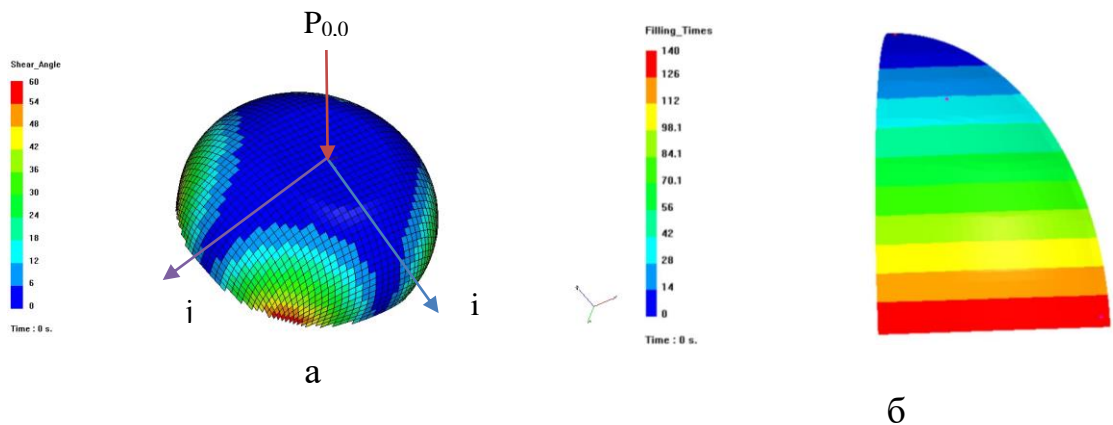 P0,0
Shear_Angle
60
54
48
42
36
30
24
18
12
6
0
Time : 0 s.
j
i
а
Filling_Times
140
126
112
98.1
84.1
70.1
56
42
28
14
0
Time : 0 s.
б